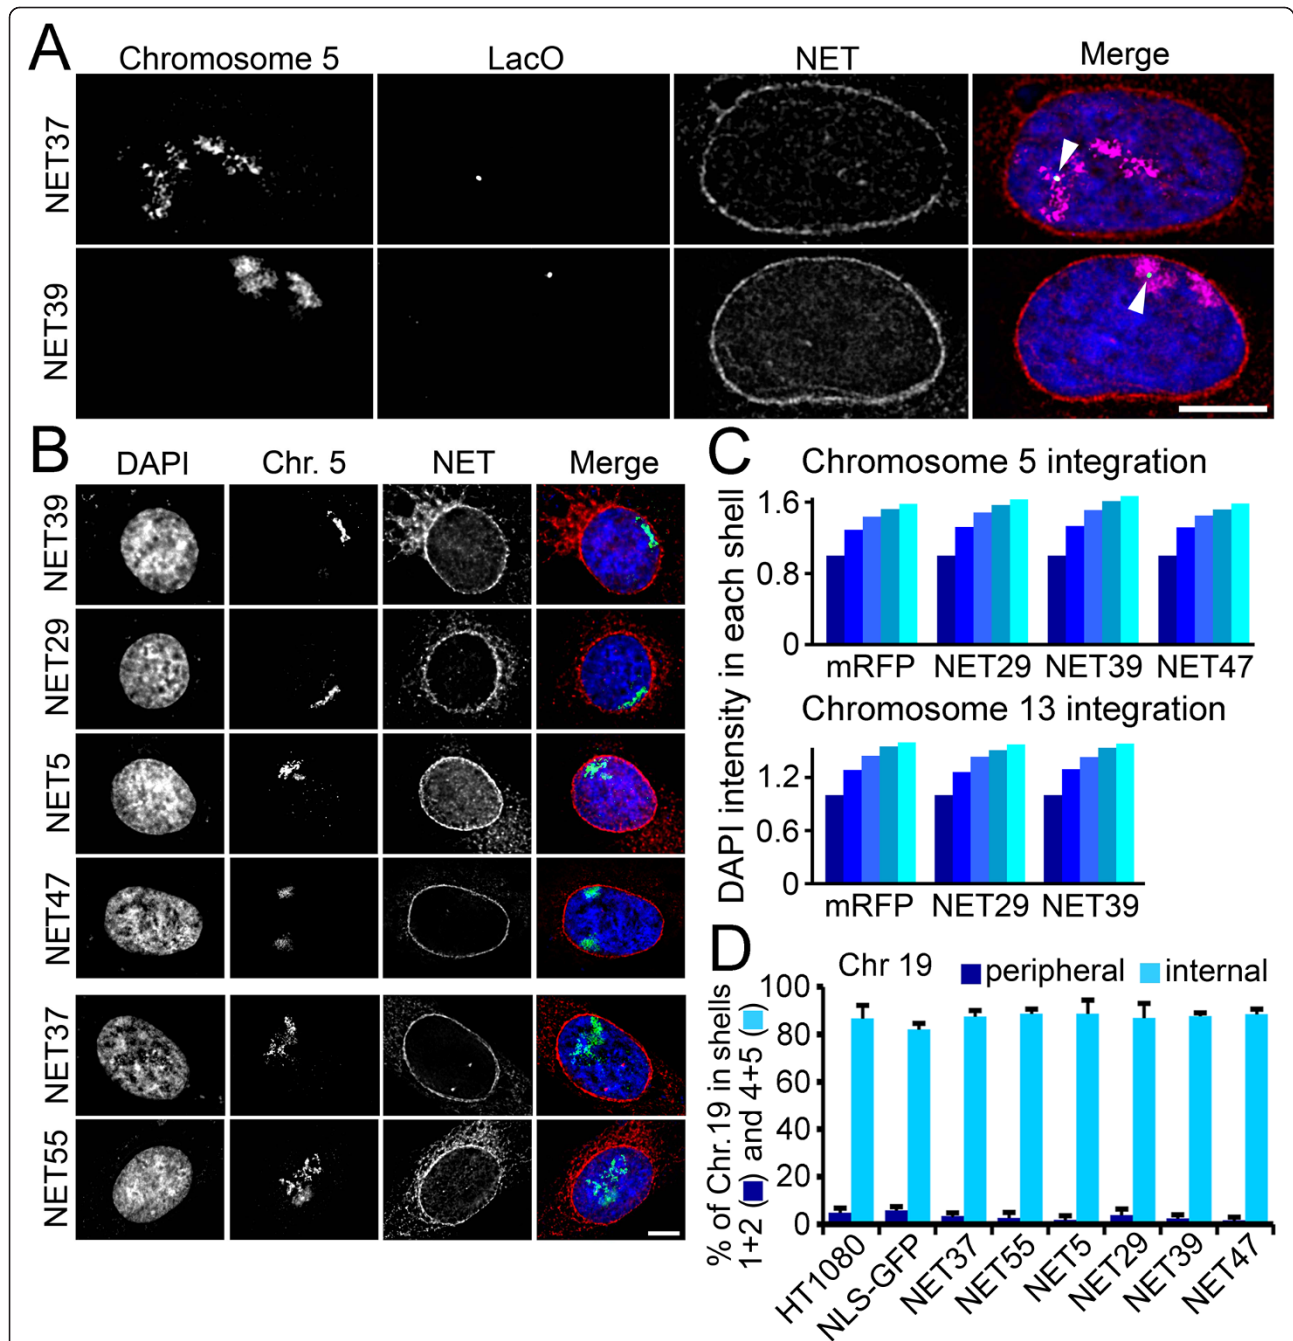 A
Chromosome 5 LacO NET Merge
NET37
NET39
B
DAPI Chr. 5 NET Merge
NET39
NET29
NET5
NET47
NET37
NET55
C
Chromosome 5 integration
DAPI intensity in each shell
1.6
0.8
0
mRFP NET29 NET39 NET47
Chromosome 13 integration
1.2
0.6
0
mRFP NET29 NET39
D
Chr 19 peripheral internal
% of Chr. 19 in shells
1+2 ( ) and 4+5 ( )
100
80
60
40
20
0
HT1080 NLS-GFP NET37 NET55 NET5 NET29 NET39 NET47